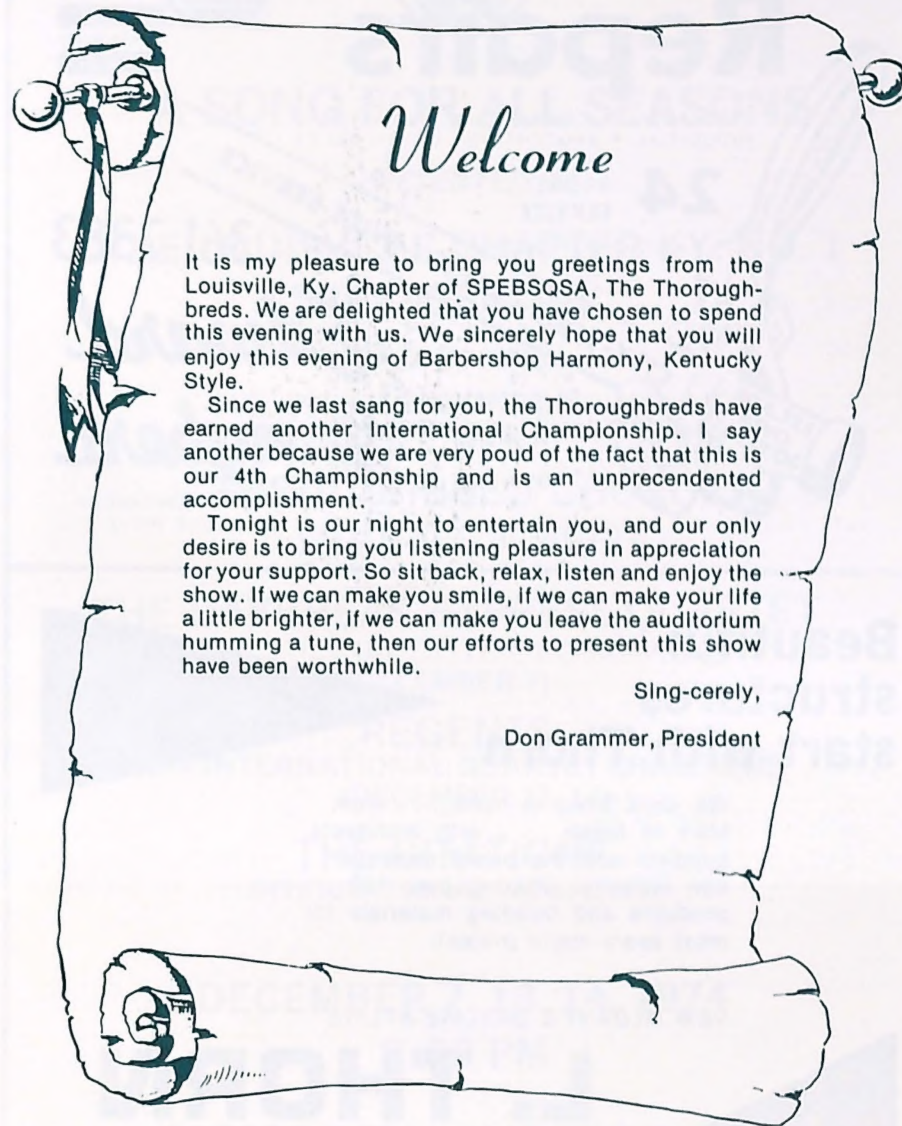 Welcome
It is my pleasure to bring you greetings from the
Louisville, Ky. Chapter of SPEBSQSA, The Thorough-
breds. We are delighted that you have chosen to spend
this evening with us. We sincerely hope that you will
enjoy this evening of Barbershop Harmony, Kentucky
Style.
Since we last sang for you, the Thoroughbreds have
earned another International Championship. I say
another because we are very poud of the fact that this is
our 4th Championship and is an unprecendented
accomplishment.
Tonight is our night to entertain you, and our only
desire is to bring you listening pleasure in appreciation
for your support. So sit back, relax, listen and enjoy the
show. If we can make you smile, if we can make your life
a little brighter, if we can make you leave the auditorium
humming a tune, then our efforts to present this show
have been worthwhile.
Sing-cerely,
Don Grammer, President